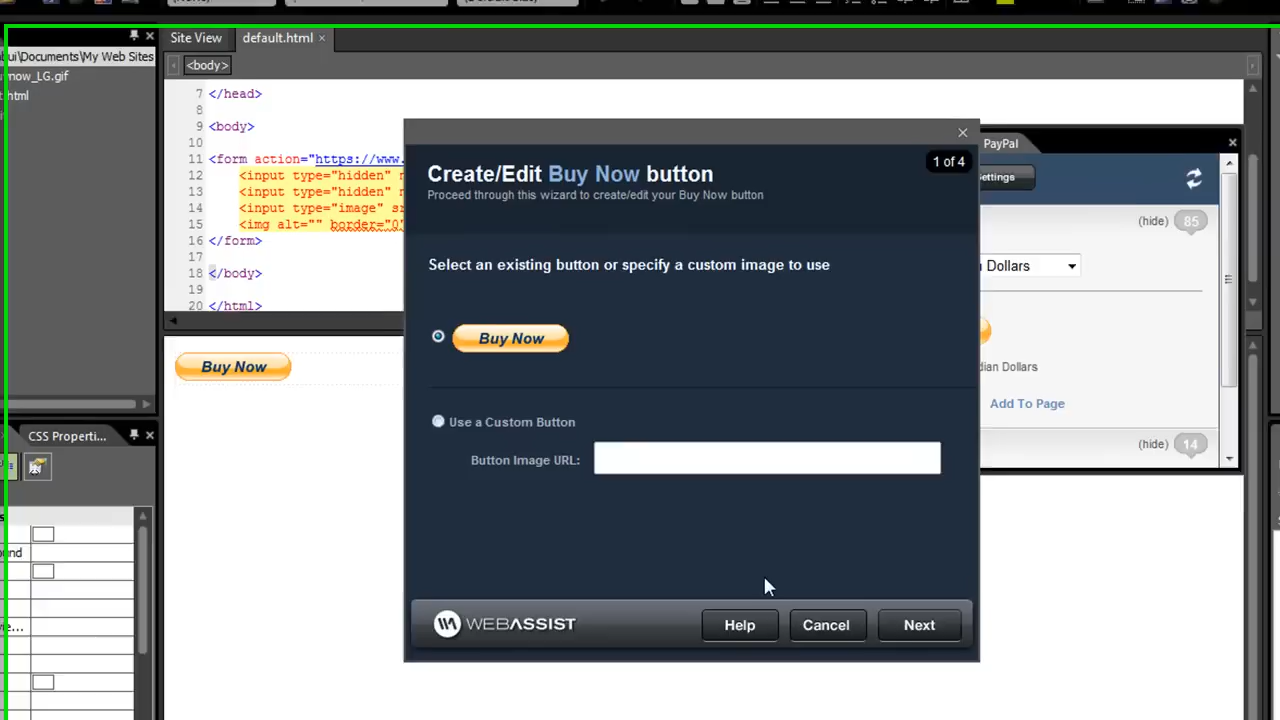 Site View
default.html ×
bui\Documents\My Web Sites
<body>
now_LG.gif
html
7 </head>
8
9 <body>
10
11 <form action="https://www.
12 <input type="hidden"
13 <input type="hidden"
14 <input type="image"
15 <img alt="" border="0"
16 </form>
17
18 </body>
19
20 </html>
Buy Now
CSS Properti...
ound
Create/Edit Buy Now button
1 of 4
Proceed through this wizard to create/edit your Buy Now button
Select an existing button or specify a custom image to use
Buy Now
Use a Custom Button
Button Image URL:
WEBASSIST
Help
Cancel
Next
PayPal
Settings
(hide) 85
Dollars
dian Dollars
Add To Page
(hide) 14